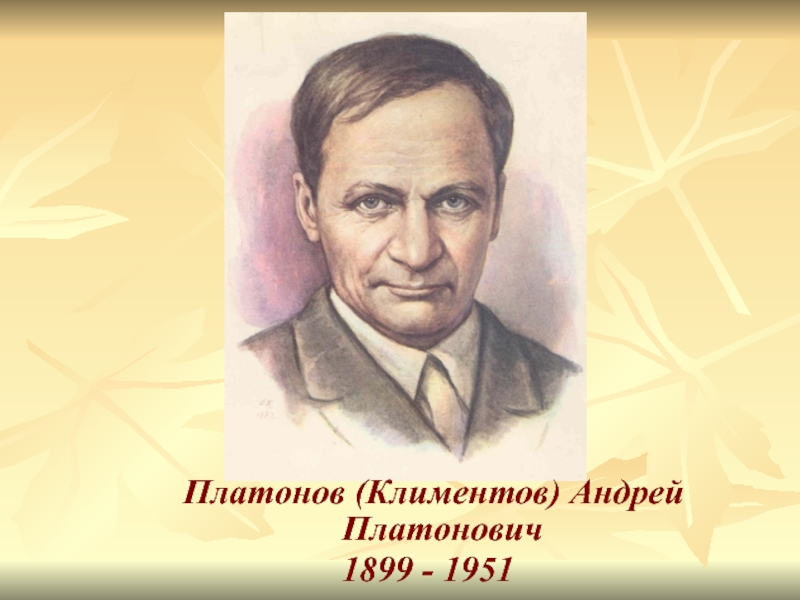 Платонов (Климентов) Андрей
Платонович
1899 - 1951